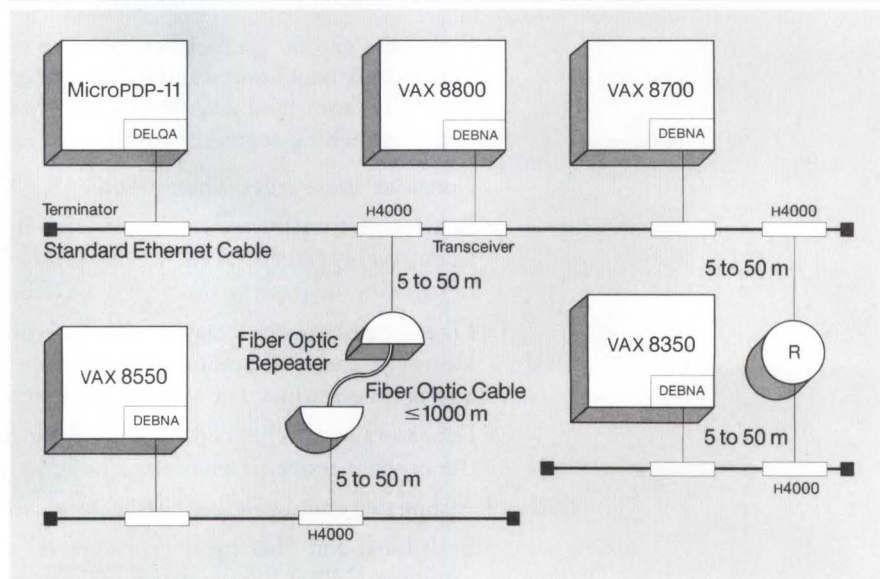 MicroPDP-11
DELQA
VAX 8800
DEBNA
VAX 8700
DEBNA
Terminator
H4000
H4000
Standard Ethernet Cable
Transceiver
5 to 50 m
5 to 50 m
VAX 8550
DEBNA
Fiber Optic
Repeater
Fiber Optic Cable
≤1000 m
VAX 8350
DEBNA
R
5 to 50 m
5 to 50 m
H4000
H4000